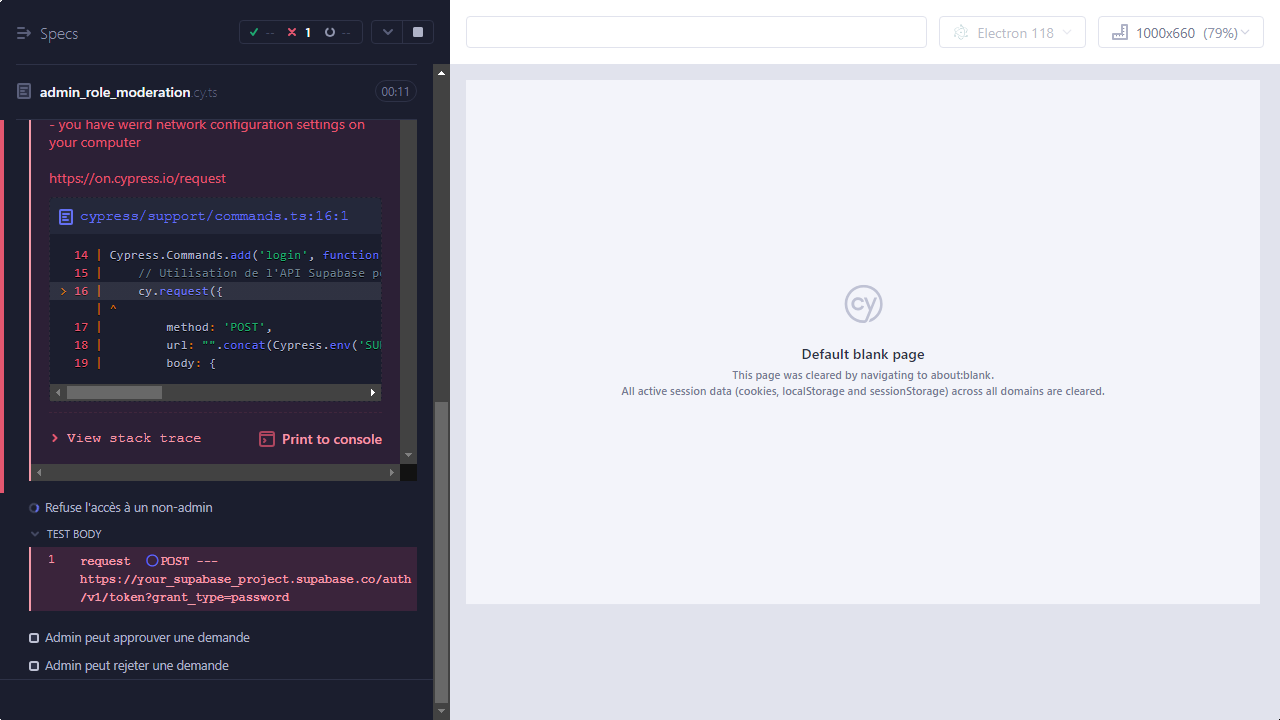 Specs
-- 1 --
Electron 118
1000x660 (79%)
admin_role_moderation.cy.ts
00:11
- you have weird network configuration settings on
your computer
https://on.cypress.io/request
cypress/support/commands.ts:16:1
14 | Cypress.Commands.add('login', function
15 | // Utilisation de l'API Supabase po
> 16 | cy.request({
| ^
17 | method: 'POST',
18 | url: "".concat(Cypress.env('SU
19 | body: {
> View stack trace
Print to console
Refuse l'accès à un non-admin
TEST BODY
1 request POST ---
https://your_supabase_project.supabase.co/auth
/v1/token?grant_type=password
Admin peut approuver une demande
Admin peut rejeter une demande
cy
Default blank page
This page was cleared by navigating to about:blank.
All active session data (cookies, localStorage and sessionStorage) across all domains are cleared.